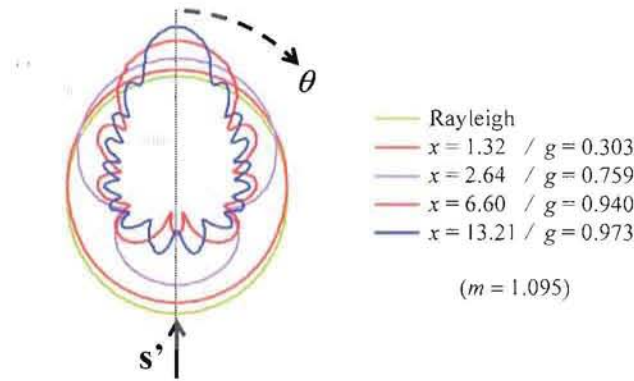 θ
Rayleigh
x = 1.32 / g = 0.303
x = 2.64 / g = 0.759
x = 6.60 / g = 0.940
x = 13.21 / g = 0.973
(m = 1.095)
s'